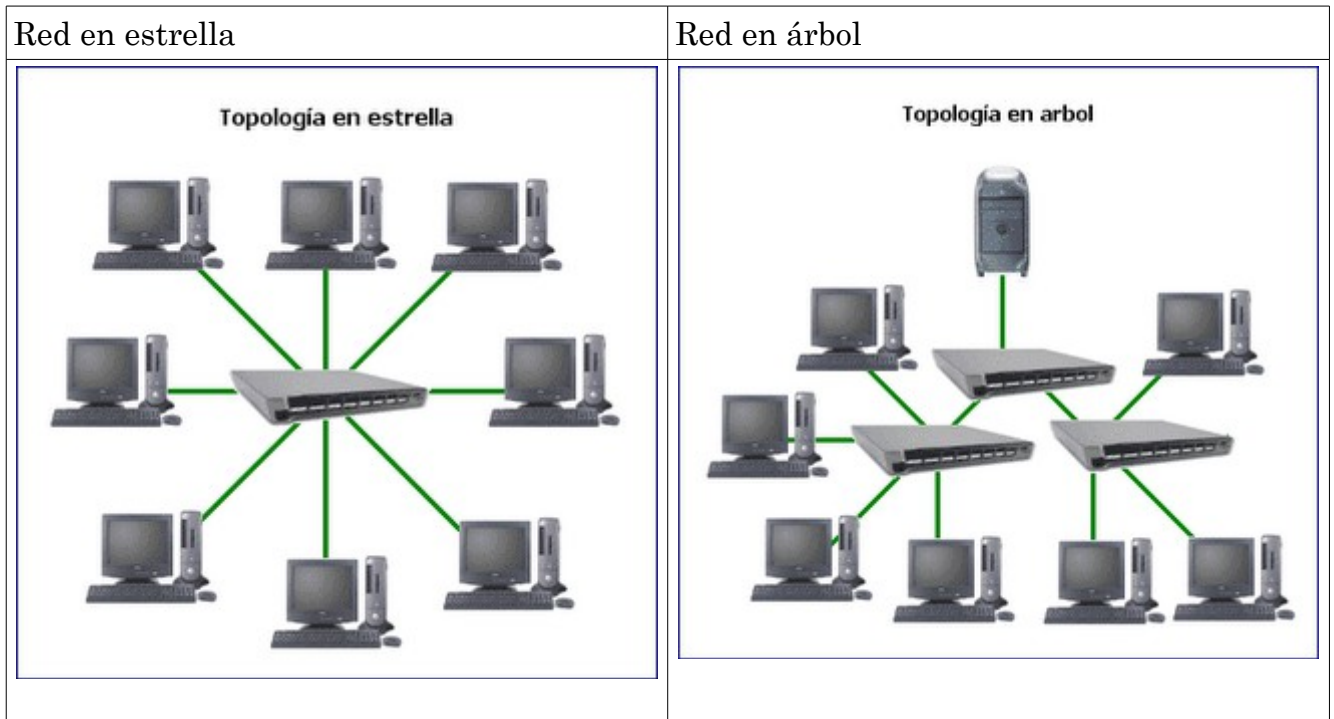 Red en estrella
Red en árbol
Topología en estrella
Topología en arbol